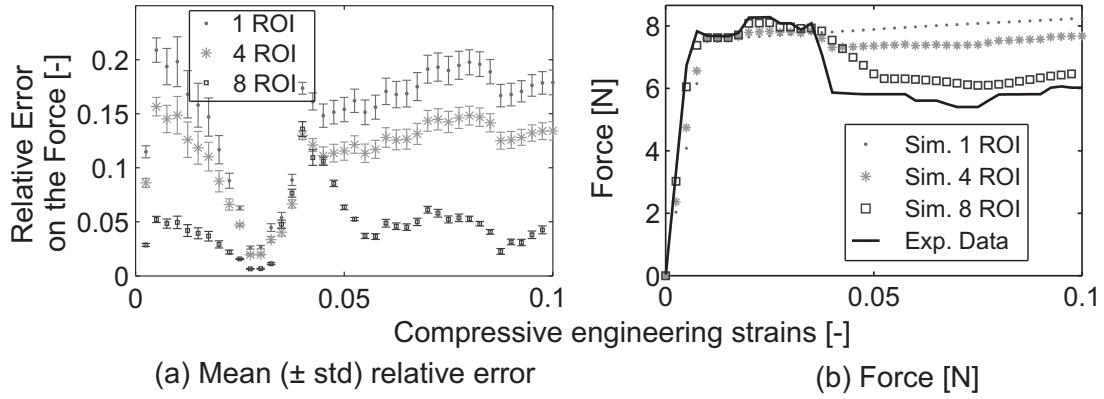 Relative Error
on the Force [-]
0.2
0.15
0.1
0.05
0
1 ROI
4 ROI
8 ROI
0
0.05
0.1
Force [N]
8
6
4
2
0
Sim. 1 ROI
Sim. 4 ROI
Sim. 8 ROI
Exp. Data
0
0.05
0.1
Compressive engineering strains [-]
(a) Mean (± std) relative error
(b) Force [N]